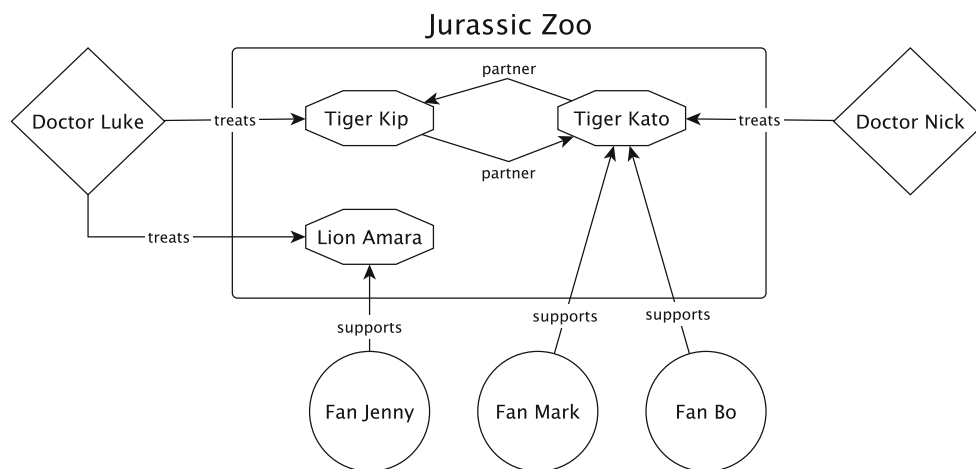 Jurassic Zoo
partner
Doctor Luke
treats
Tiger Kip
Tiger Kato
treats
Doctor Nick
partner
treats
Lion Amara
supports
supports
supports
Fan Jenny
Fan Mark
Fan Bo